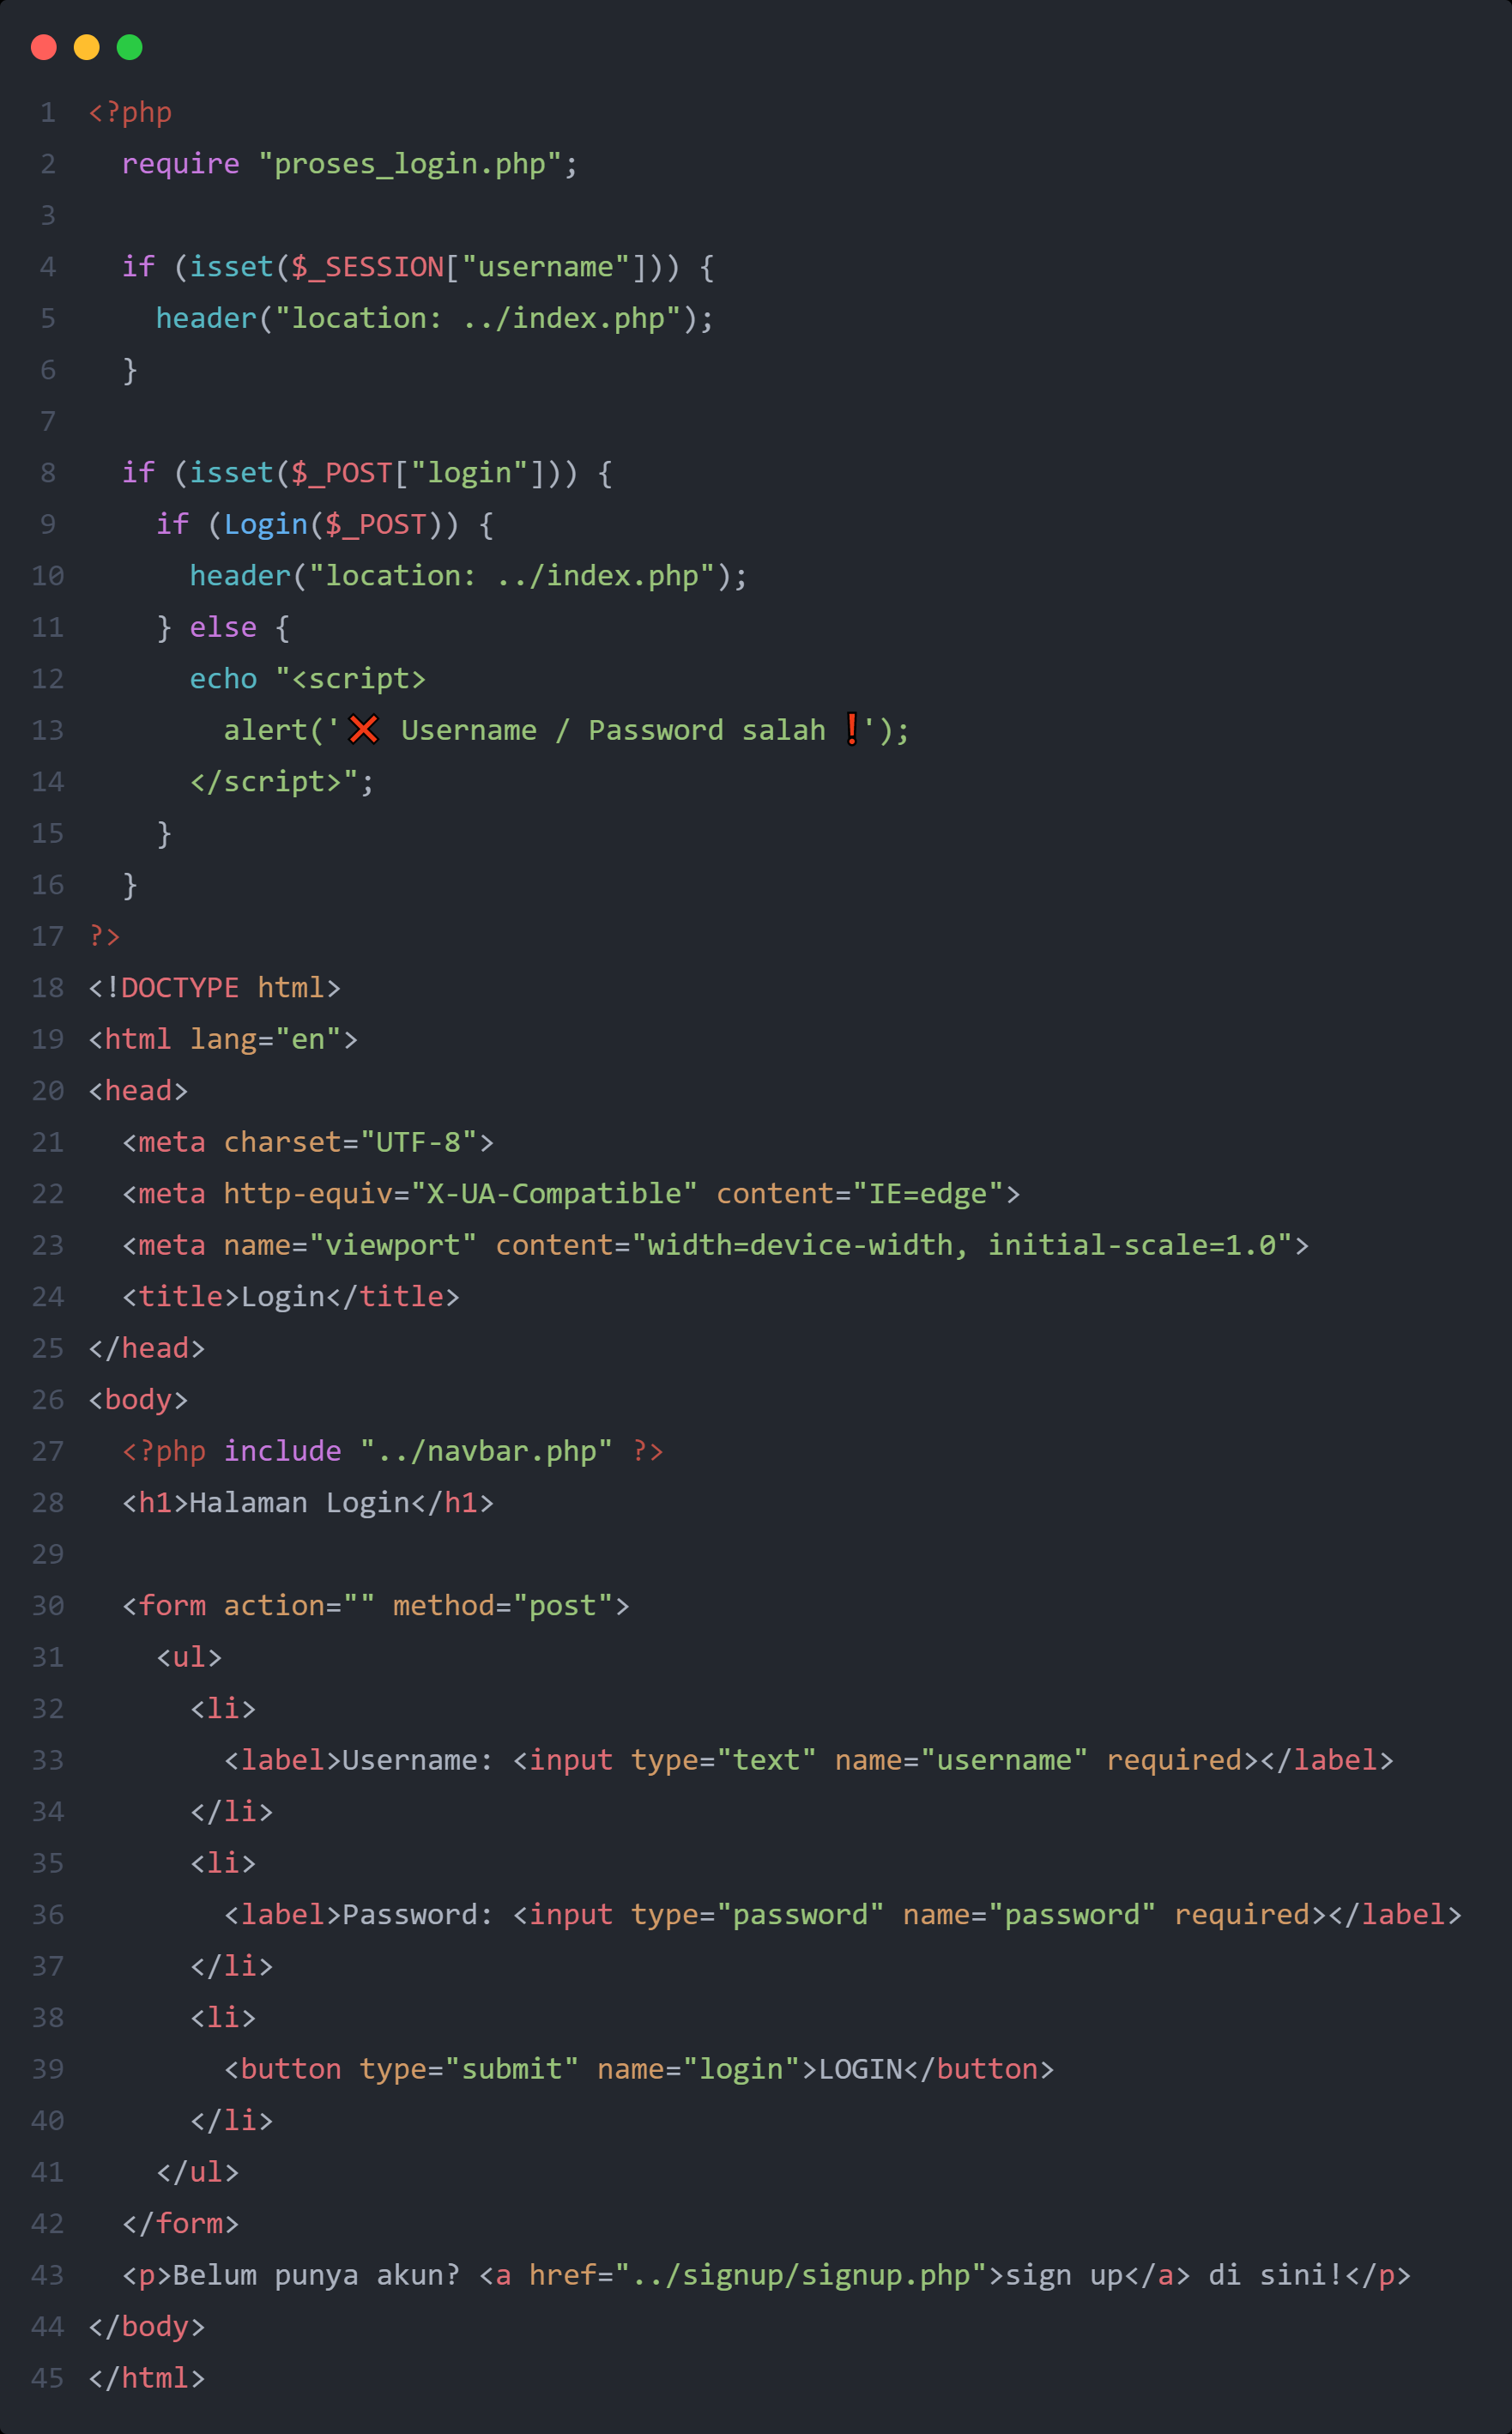 1 <?php
2   require "proses_login.php";
3
4   if (isset($_SESSION["username"])) {
5     header("location: ../index.php");
6   }
7
8   if (isset($_POST["login"])) {
9     if (Login($_POST)) {
10       header("location: ../index.php");
11     } else {
12       echo "<script>
13         alert('❌ Username / Password salah ❗');
14       </script>";
15     }
16   }
17 ?>
18 <!DOCTYPE html>
19 <html lang="en">
20 <head>
21   <meta charset="UTF-8">
22   <meta http-equiv="X-UA-Compatible" content="IE=edge">
23   <meta name="viewport" content="width=device-width, initial-scale=1.0">
24   <title>Login</title>
25 </head>
26 <body>
27   <?php include "../navbar.php" ?>
28   <h1>Halaman Login</h1>
29
30   <form action="" method="post">
31     <ul>
32       <li>
33         <label>Username: <input type="text" name="username" required></label>
34       </li>
35       <li>
36         <label>Password: <input type="password" name="password" required></label>
37       </li>
38       <li>
39         <button type="submit" name="login">LOGIN</button>
40       </li>
41     </ul>
42   </form>
43   <p>Belum punya akun? <a href="../signup/signup.php">sign up</a> di sini!</p>
44 </body>
45 </html>